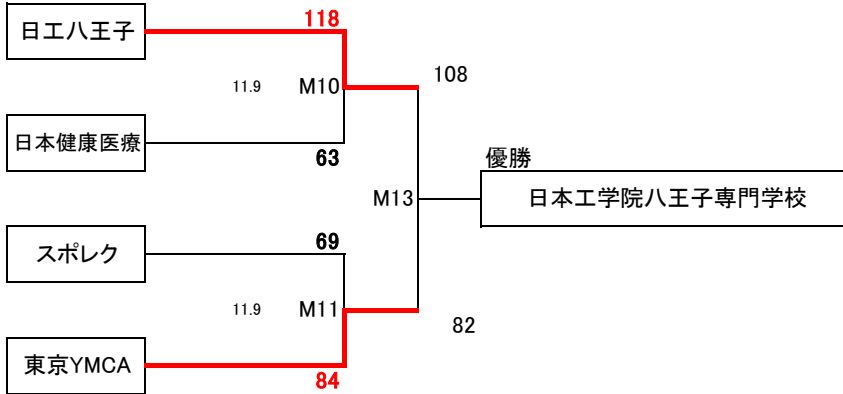 日工八王子
118
11.9 M10
108
日本健康医療
63
優勝
M13
日本工学院八王子専門学校
スポレク
69
11.9 M11
82
東京YMCA
84